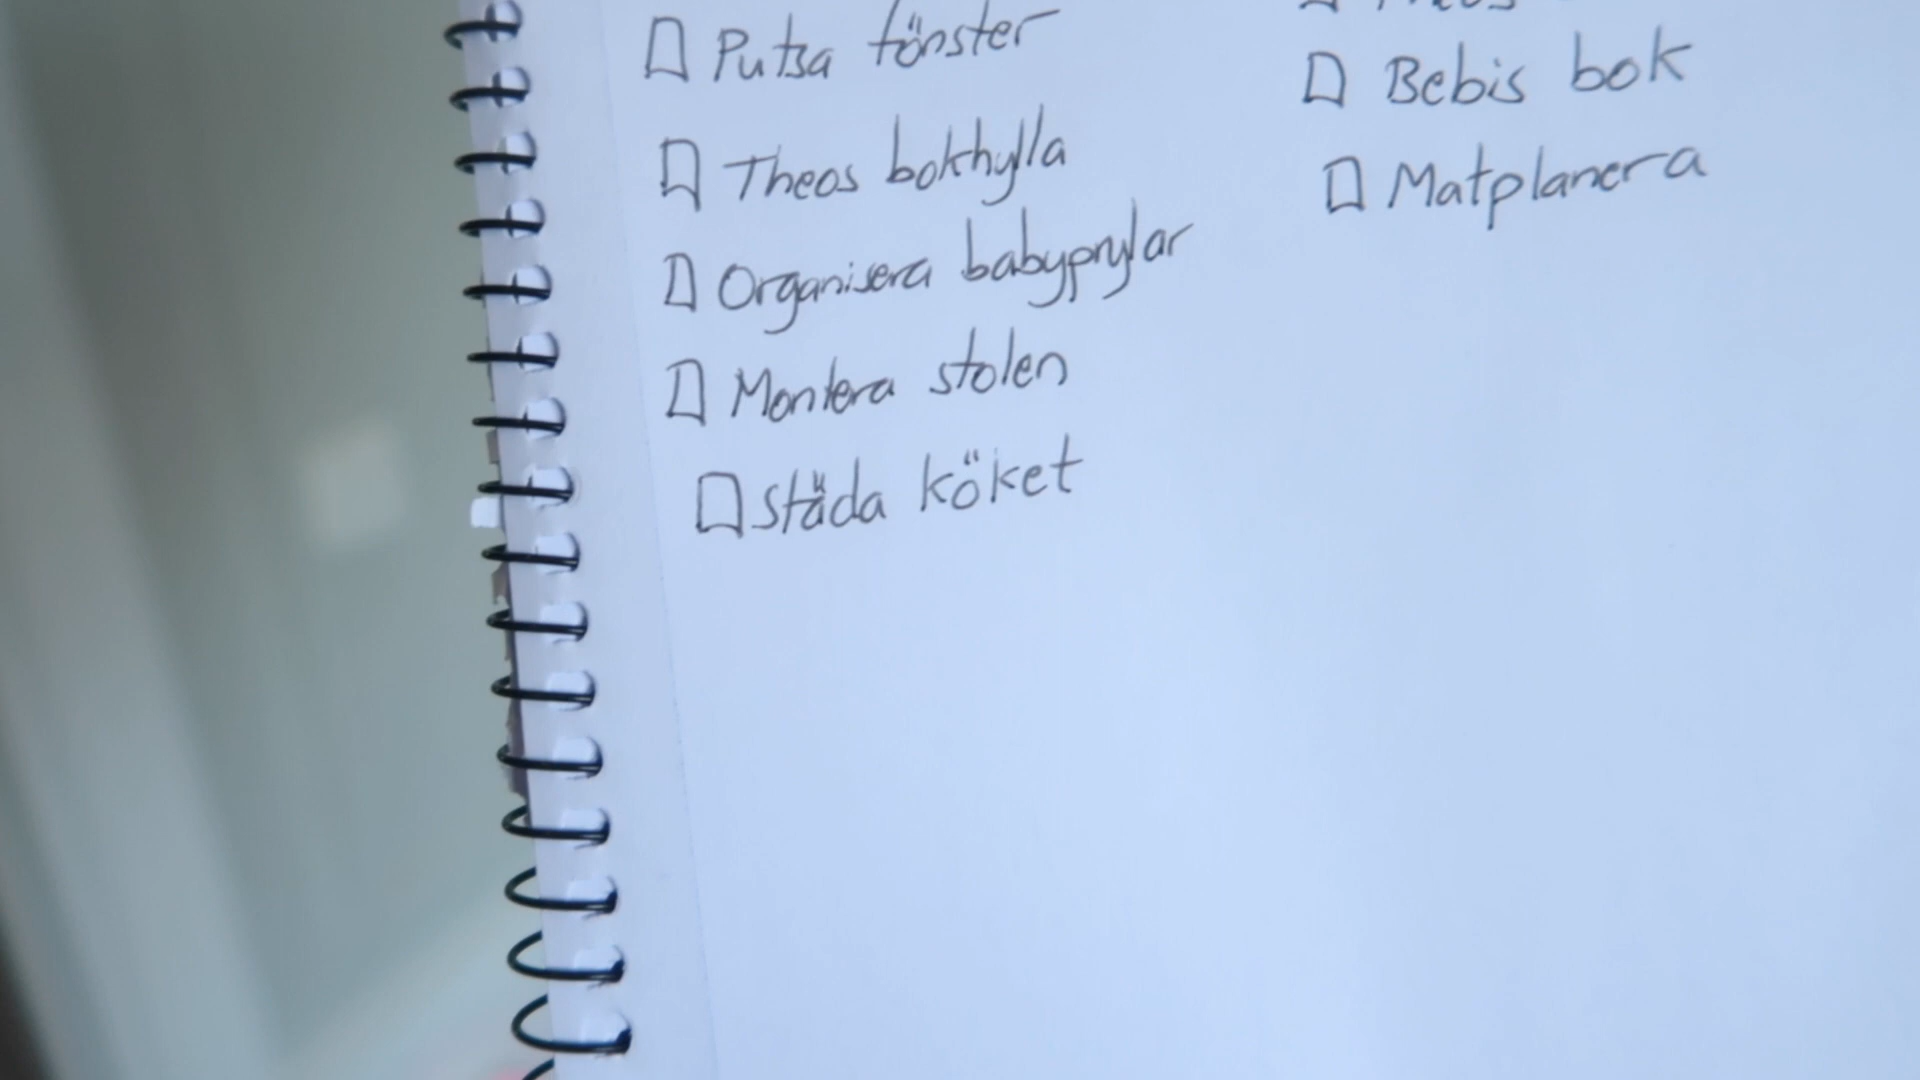 Putsa fönster
Theos bokhylla
Organisera babyprylar
Montera stolen
städa köket
Bebis bok
Matplanera